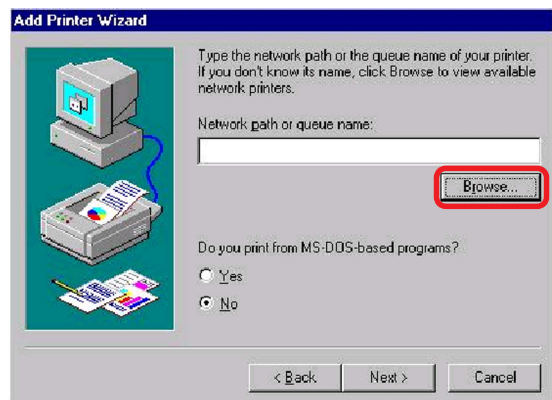 Add Printer Wizard
Type the network path or the queue name of your printer.
If you don't know its name, click Browse to view available
network printers.
Network path or queue name:
Browse...
Do you print from MS-DOS-based programs?
Yes
No
< Back
Next >
Cancel